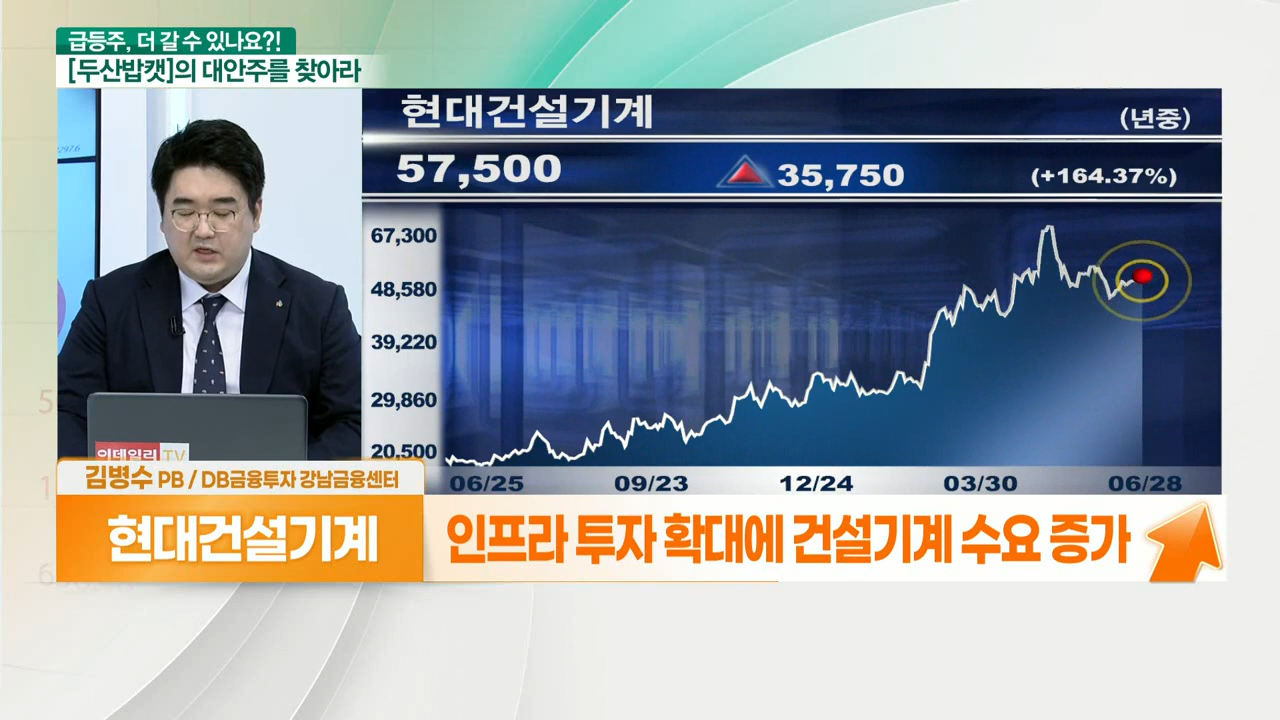 급등주, 더 갈 수 있나요?!
[두산밥캣]의 대안주를 찾아라
현대건설기계 (년중)
57,500 35,750 (+164.37%)
67,300
48,580
39,220
29,860
20,500
06/25 09/23 12/24 03/30 06/28
이데일리 TV
김병수 PB / DB금융투자 강남금융센터
현대건설기계
인프라 투자 확대에 건설기계 수요 증가